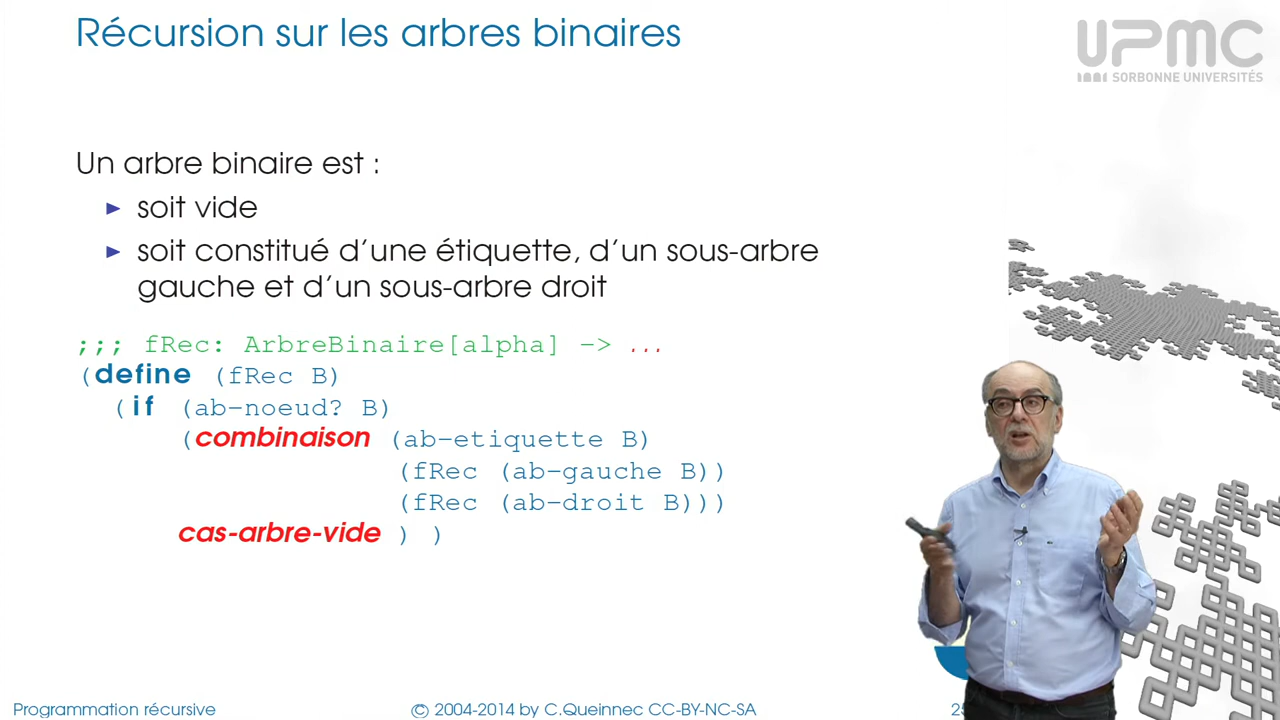 Récursion sur les arbres binaires
UPMC
SORBONNE UNIVERSITÉS
Un arbre binaire est :
► soit vide
► soit constitué d'une étiquette, d'un sous-arbre
gauche et d'un sous-arbre droit
;;; fRec: ArbreBinaire[alpha] -> ...
(define (fRec B)
(if (ab-noeud? B)
(combinaison (ab-etiquette B)
(fRec (ab-gauche B))
(fRec (ab-droit B)))
cas-arbre-vide ) )
Programmation récursive
© 2004-2014 by C.Queinnec CC-BY-NC-SA